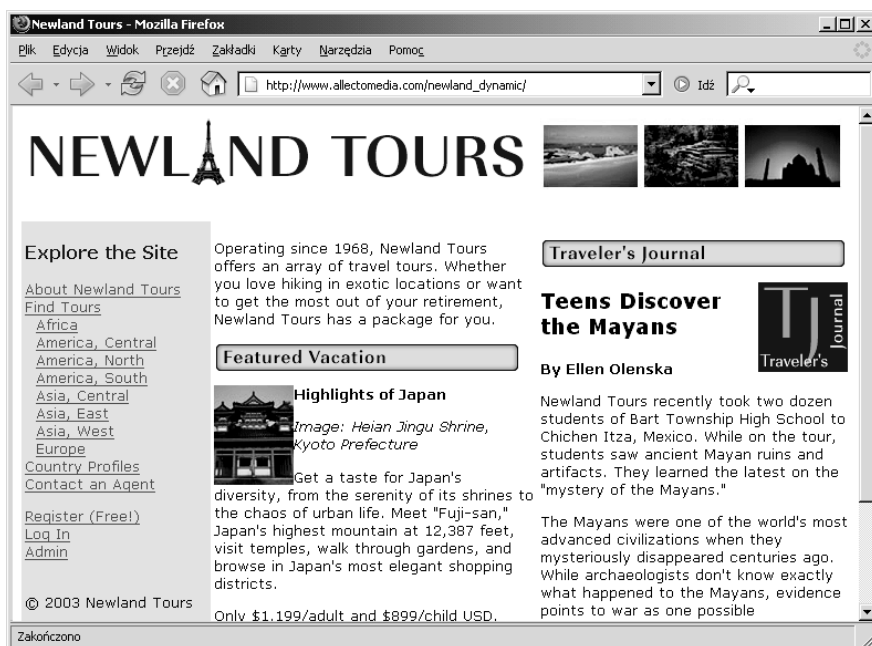 Newland Tours - Mozilla Firefox
Plik Edycja Widok Przejdź Zakładki Karty Narzędzia Pomoc
http://www.allectomedia.com/newland_dynamic/ Idź
NEWLAND TOURS
Explore the Site
About Newland Tours
Find Tours
Africa
America, Central
America, North
America, South
Asia, Central
Asia, East
Asia, West
Europe
Country Profiles
Contact an Agent
Register (Free!)
Log In
Admin
© 2003 Newland Tours
Operating since 1968, Newland Tours
offers an array of travel tours. Whether
you love hiking in exotic locations or want
to get the most out of your retirement,
Newland Tours has a package for you.
Featured Vacation
Highlights of Japan
Image: Heian Jingu Shrine,
Kyoto Prefecture
Get a taste for Japan's
diversity, from the serenity of its shrines to
the chaos of urban life. Meet "Fuji-san,"
Japan's highest mountain at 12,387 feet,
visit temples, walk through gardens, and
browse in Japan's most elegant shopping
districts.
Only $1,199/adult and $899/child USD.
Traveler's Journal
Teens Discover
the Mayans
TJ
Traveler's
Journal
By Ellen Olenska
Newland Tours recently took two dozen
students of Bart Township High School to
Chichen Itza, Mexico. While on the tour,
students saw ancient Mayan ruins and
artifacts. They learned the latest on the
"mystery of the Mayans."
The Mayans were one of the world's most
advanced civilizations when they
mysteriously disappeared centuries ago.
While archaeologists don't know exactly
what happened to the Mayans, evidence
points to war as one possible
Zakończono